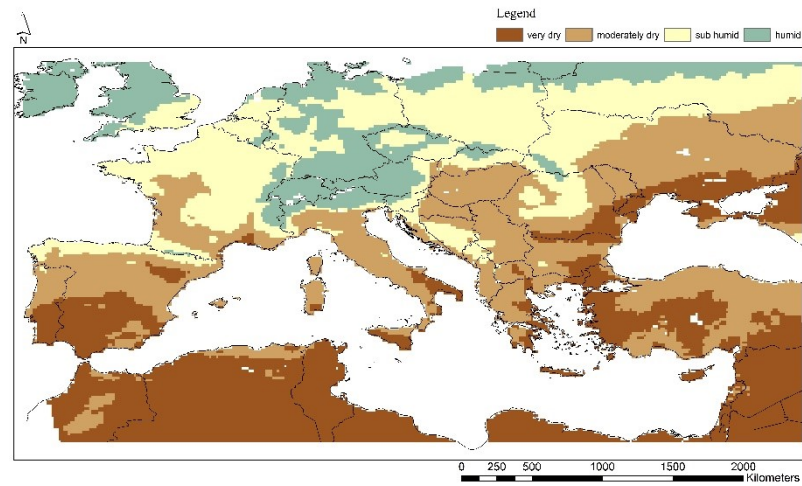 Legend
N
very dry
moderately dry
sub humid
humid
0 250 500 1000 1500 2000
Kilometers